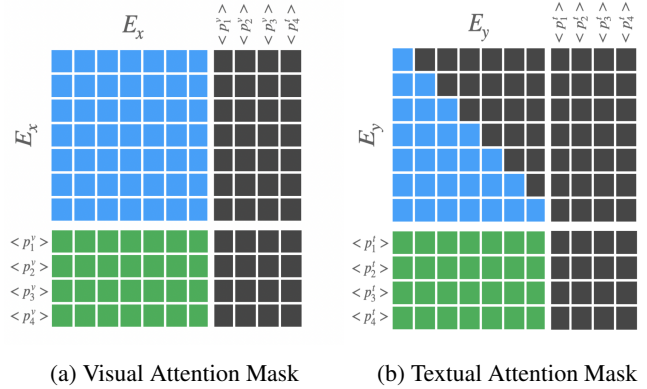 E_x
< p_1^v >
< p_2^v >
< p_3^v >
< p_4^v >
E_x
< p_1^v >
< p_2^v >
< p_3^v >
< p_4^v >
(a) Visual Attention Mask
E_y
< p_1^t >
< p_2^t >
< p_3^t >
< p_4^t >
E_y
< p_1^t >
< p_2^t >
< p_3^t >
< p_4^t >
(b) Textual Attention Mask